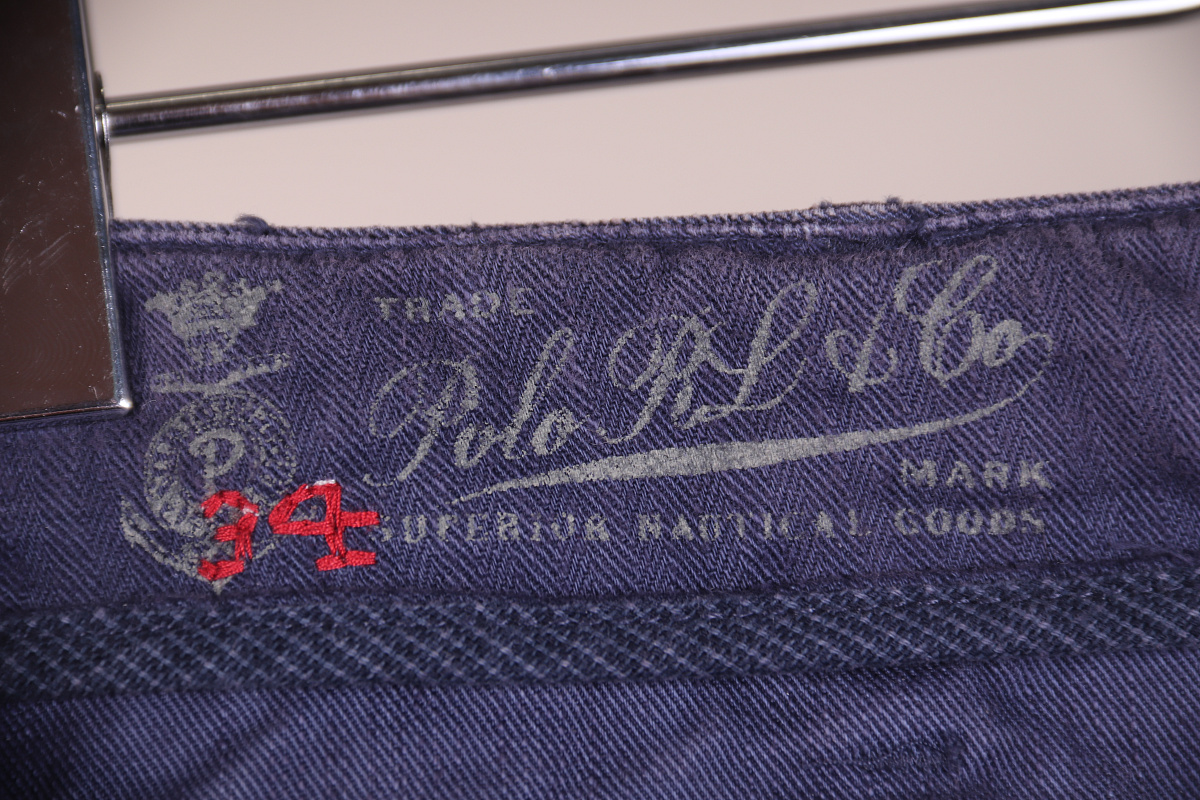 TRADE
Polo RL & Co
MARK
P
34
SUPERIOR NAUTICAL GOODS